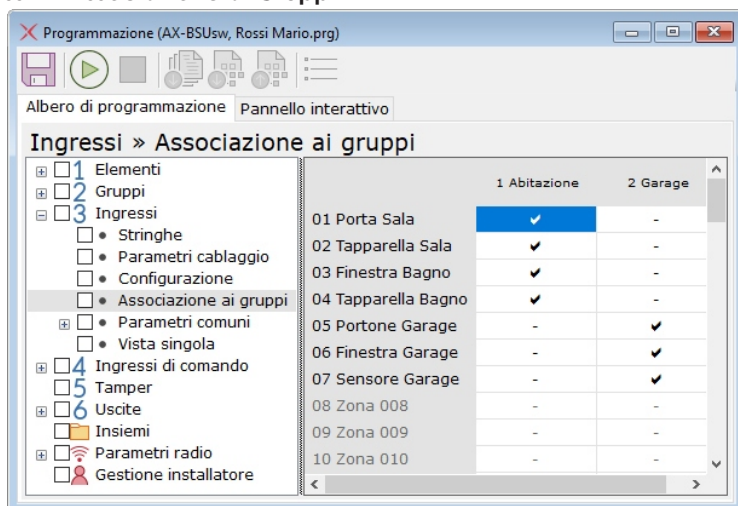 Programmazione (AX-BSUsw, Rossi Mario.prg)
Albero di programmazione Pannello interattivo
Ingressi » Associazione ai gruppi
1 Elementi
2 Gruppi
3 Ingressi
Stringhe
Parametri cablaggio
Configurazione
Associazione ai gruppi
Parametri comuni
Vista singola
4 Ingressi di comando
5 Tamper
6 Uscite
Insiemi
Parametri radio
Gestione installatore
1 Abitazione 2 Garage
01 Porta Sala ✔ -
02 Tapparella Sala ✔ -
03 Finestra Bagno ✔ -
04 Tapparella Bagno ✔ -
05 Portone Garage - ✔
06 Finestra Garage - ✔
07 Sensore Garage - ✔
08 Zona 008 - -
09 Zona 009 - -
10 Zona 010 - -